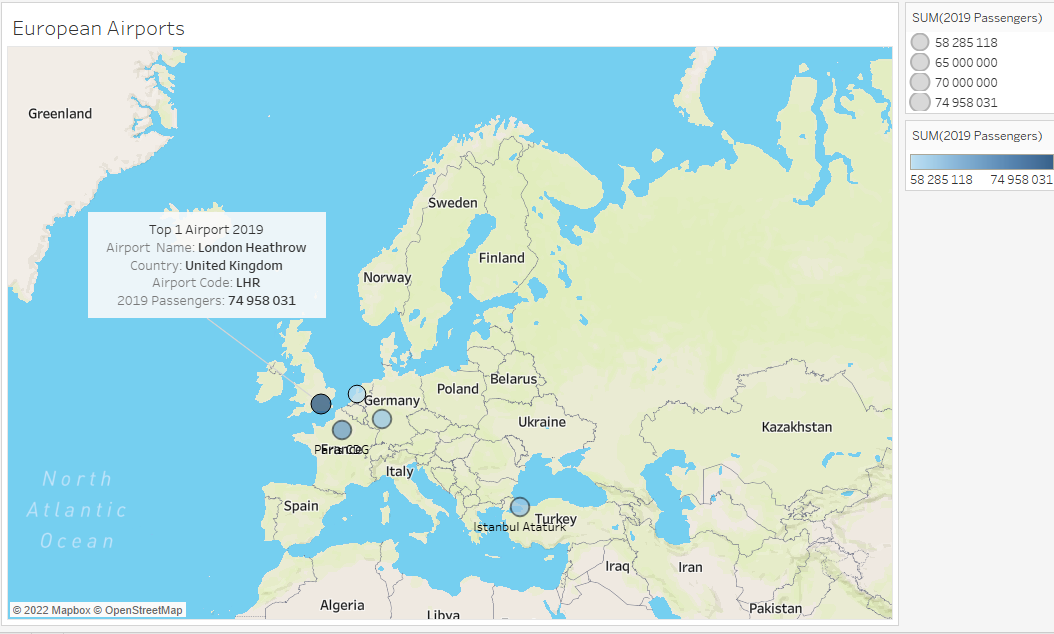 European Airports
SUM(2019 Passengers)
58 285 118
65 000 000
70 000 000
74 958 031
SUM(2019 Passengers)
58 285 118 74 958 031
Greenland
Sweden
Finland
Norway
Top 1 Airport 2019
Airport Name: London Heathrow
Country: United Kingdom
Airport Code: LHR
2019 Passengers: 74 958 031
Belarus
Poland
Germany
Ukraine
Kazakhstan
Paris CDG
France
Italy
North
Atlantic
Ocean
Spain
Istanbul Ataturk
Turkey
Iraq
Iran
Algeria
Libya
Pakistan
© 2022 Mapbox © OpenStreetMap